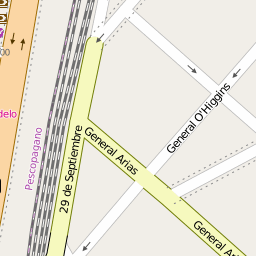 00
delo
Pescopagano
29 de Septiembre
General Arias
General O'Higgins
General A